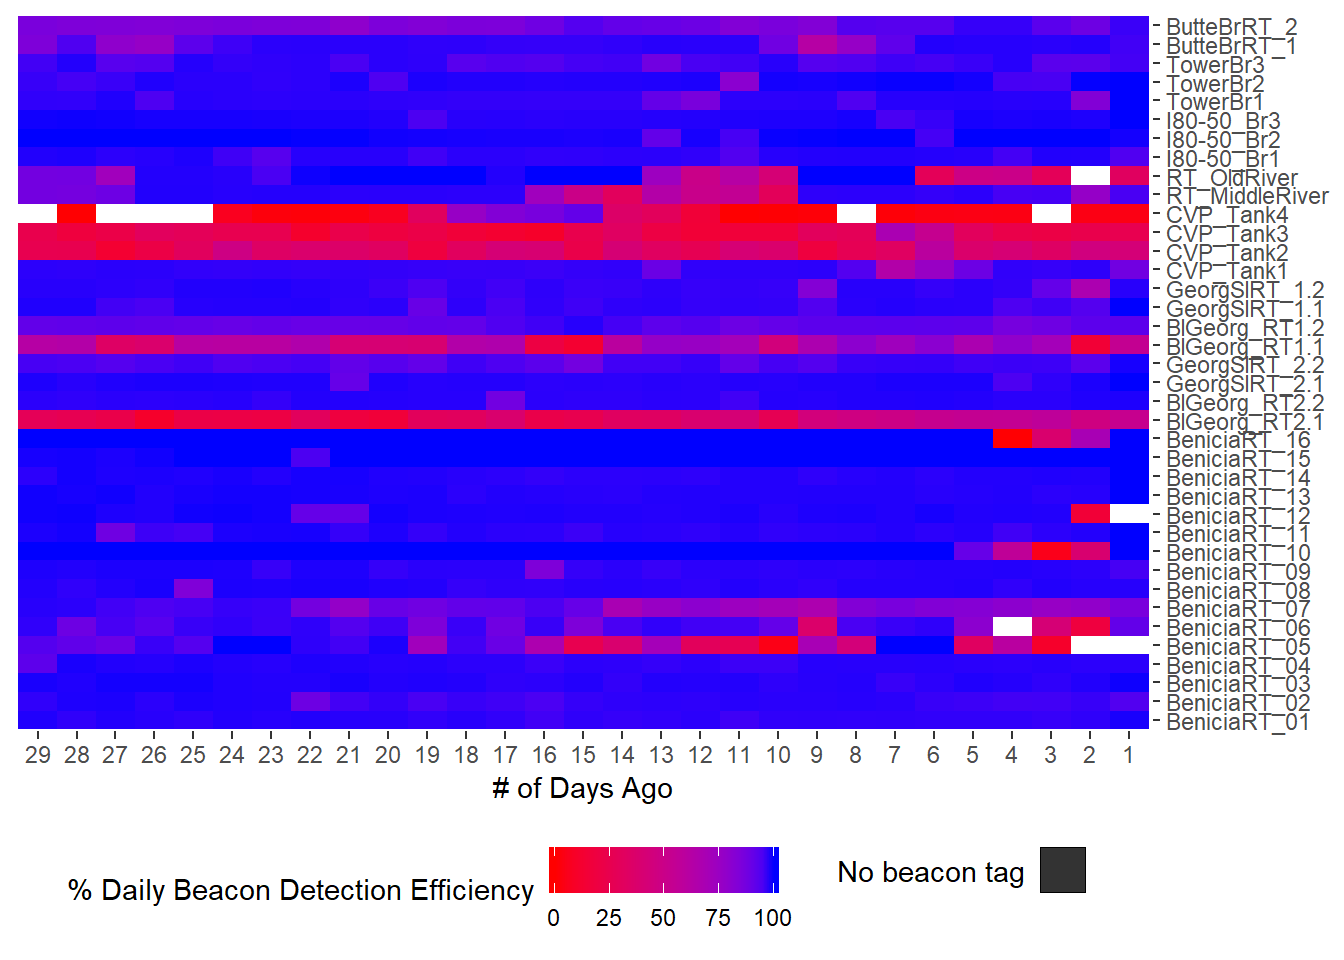 ButteBrRT_2
ButteBrRT_1
TowerBr3
TowerBr2
TowerBr1
I80-50_Br3
I80-50_Br2
I80-50_Br1
RT_OldRiver
RT_MiddleRiver
CVP_Tank4
CVP_Tank3
CVP_Tank2
CVP_Tank1
GeorgSlRT_1.2
GeorgSlRT_1.1
BlGeorg_RT1.2
BlGeorg_RT1.1
GeorgSlRT_2.2
GeorgSlRT_2.1
BlGeorg_RT2.2
BlGeorg_RT2.1
BeniciaRT_16
BeniciaRT_15
BeniciaRT_14
BeniciaRT_13
BeniciaRT_12
BeniciaRT_11
BeniciaRT_10
BeniciaRT_09
BeniciaRT_08
BeniciaRT_07
BeniciaRT_06
BeniciaRT_05
BeniciaRT_04
BeniciaRT_03
BeniciaRT_02
BeniciaRT_01
29 28 27 26 25 24 23 22 21 20 19 18 17 16 15 14 13 12 11 10 9 8 7 6 5 4 3 2 1
# of Days Ago
% Daily Beacon Detection Efficiency
0 25 50 75 100
No beacon tag